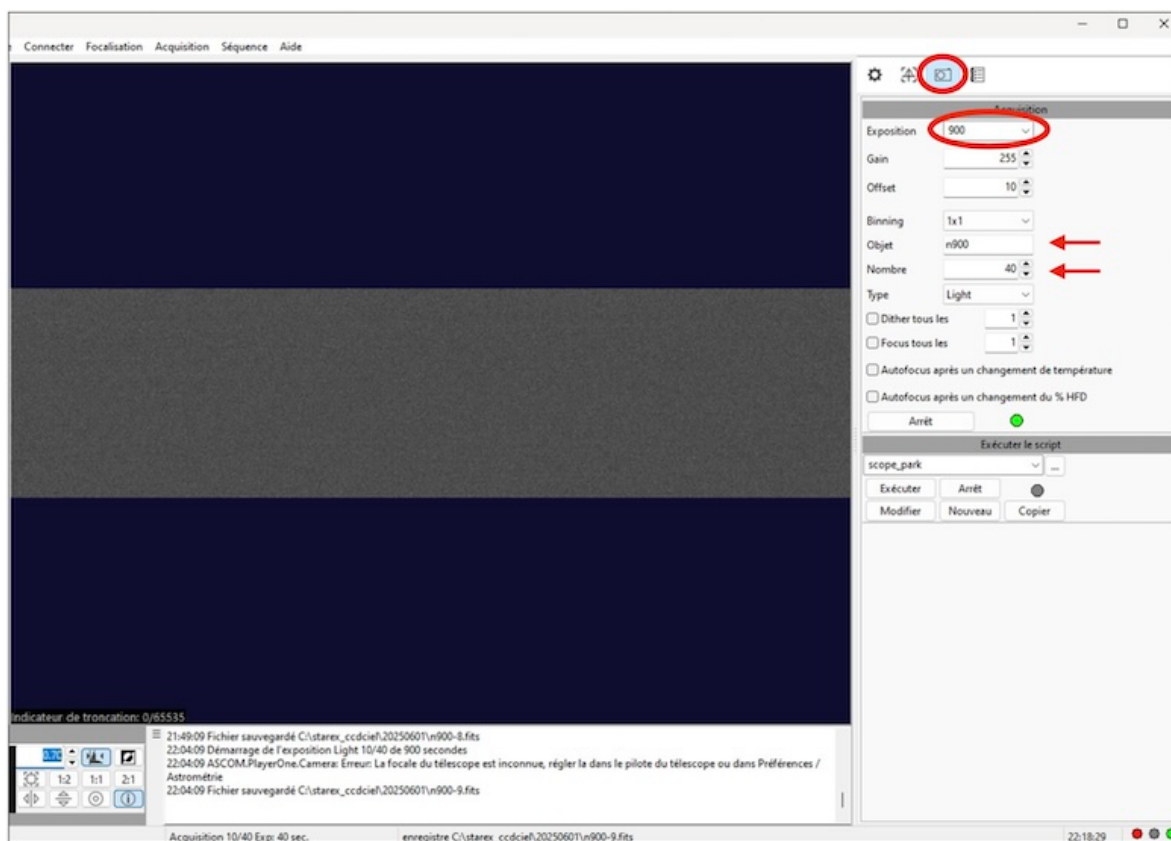 Connecter Focalisation Acquisition Séquence Aide
Acquisition
Exposition 900
Gain 255
Offset 10
Binning 1x1
Objet n900
Nombre 40
Type Light
Dither tous les 1
Focus tous les 1
Autofocus après un changement de température
Autofocus après un changement du % HFD
Arrêt
Exécuter le script
scope_park ...
Exécuter Arrêt
Modifier Nouveau Copier
Indicateur de troncation: 0/65535
21:49:09 Fichier sauvegardé C:\starex_ccdciel\20250601\n900-8.fits
22:04:09 Démarrage de l'exposition Light 10/40 de 900 secondes
22:04:09 ASCOM.PlayerOne.Camera: Erreur: La focale du télescope est inconnue, régler la dans le pilote du télescope ou dans Préférences /
Astrométrie
22:04:09 Fichier sauvegardé C:\starex_ccdciel\20250601\n900-9.fits
1:2 1:1 2:1
Acquisition 10/40 Exp: 40 sec. enregistre C:\starex_ccdciel\20250601\n900-9.fits 22:18:29